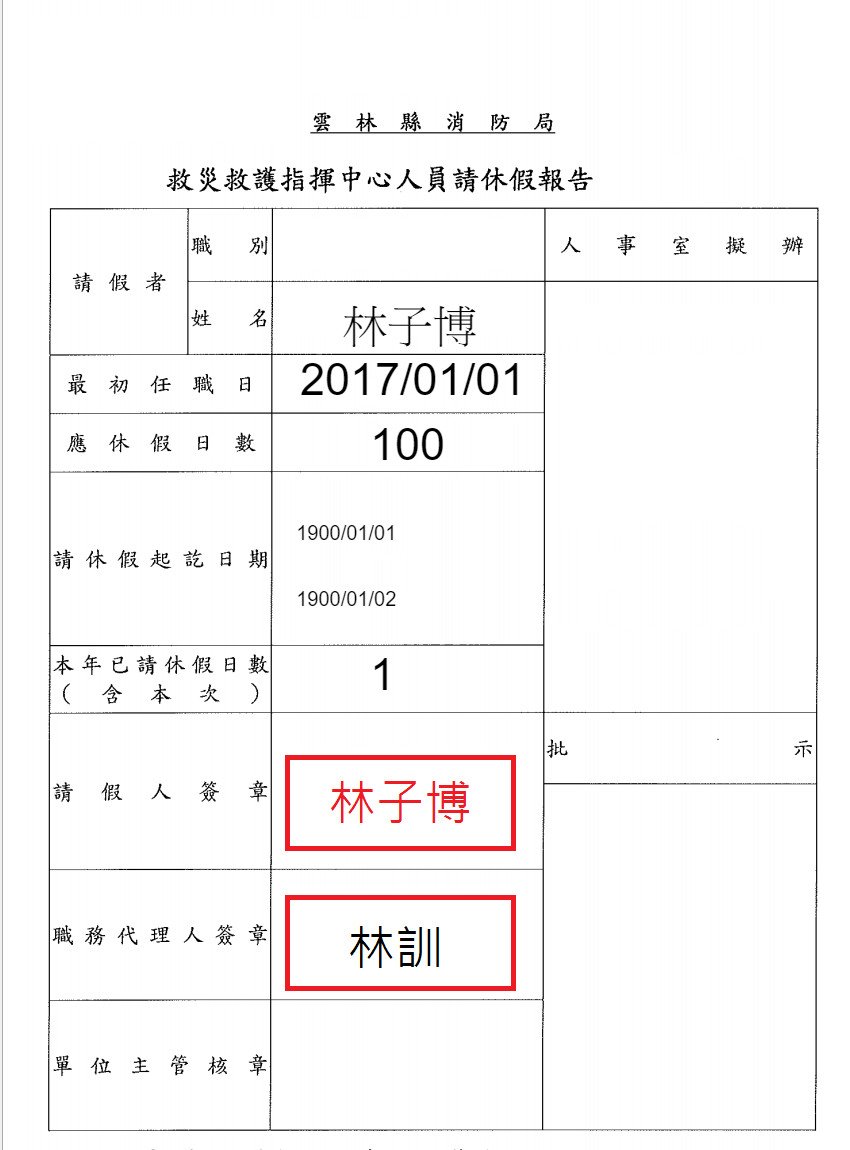 雲林縣消防局
救災救護指揮中心人員請休假報告
請假者
職別
人事室擬辦
姓名
林子博
最初任職日
2017/01/01
應休假日數
100
請休假起訖日期
1900/01/01
1900/01/02
本年已請休假日數
(含本次)
1
請假人簽章
林子博
批示
職務代理人簽章
林訓
單位主管核章